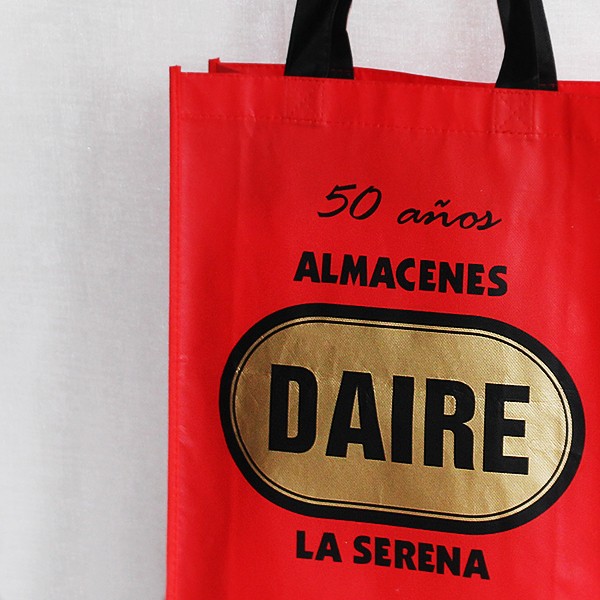 50 años
ALMACENES
DAIRE
LA SERENA